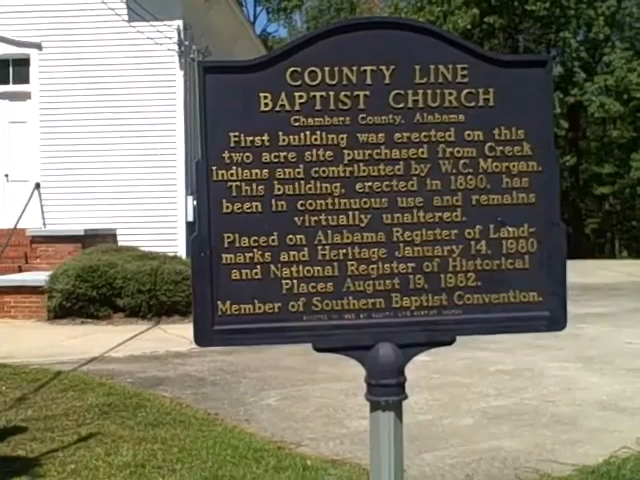 COUNTY LINE
BAPTIST CHURCH
Chambers County, Alabama
First building was erected on this
two acre site purchased from Creek
Indians and contributed by W.C. Morgan.
This building, erected in 1890, has
been in continuous use and remains
virtually unaltered.
Placed on Alabama Register of Land-
marks and Heritage January 14, 1980
and National Register of Historical
Places August 19, 1982.
Member of Southern Baptist Convention.